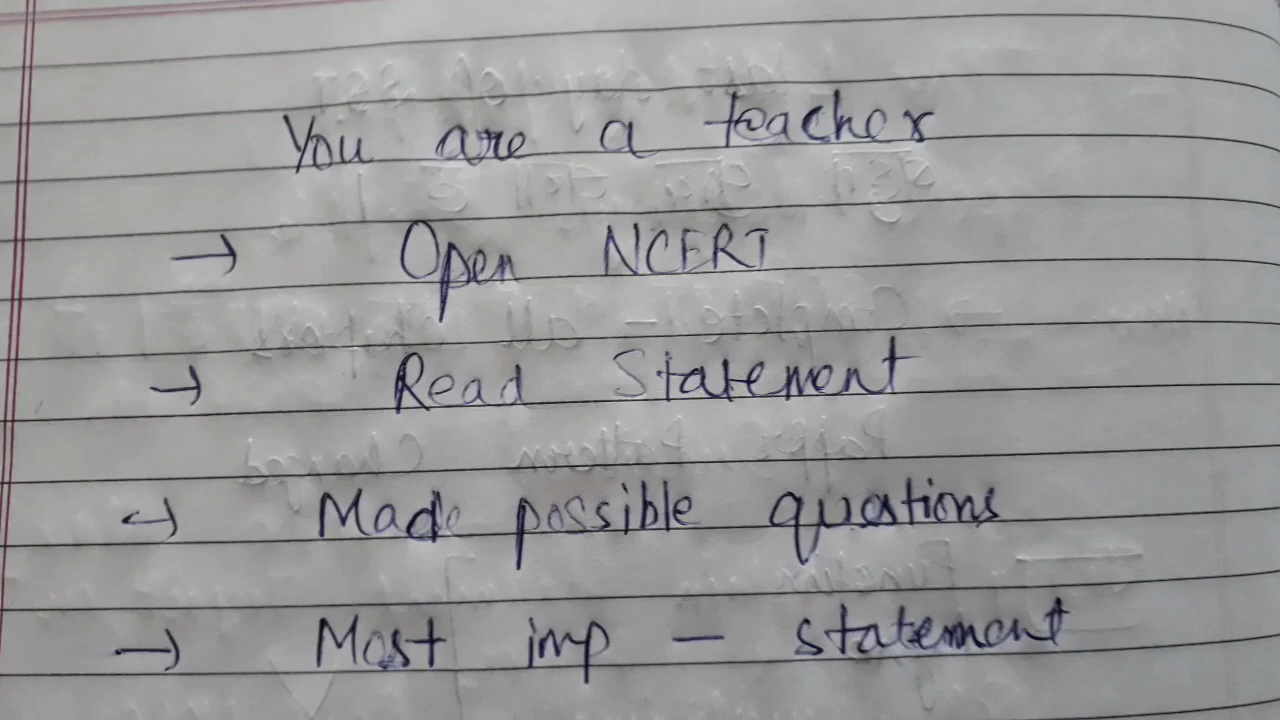 You are a teacher
→ Open NCERT
→ Read Statement
→ Made possible questions
→ Most imp — statement